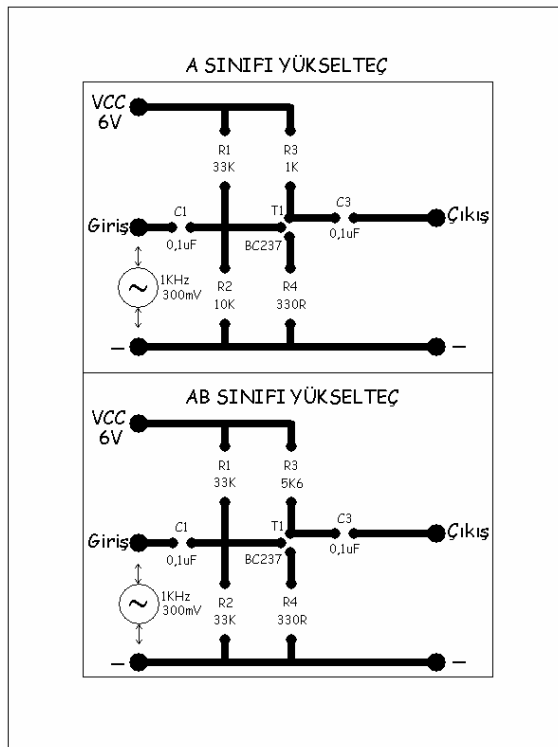 A SINIFI YÜKSELTEÇ
VCC
6V
R1
33K
R3
1K
Giriş
C1
0,1uF
T1
BC237
C3
0,1uF
Çıkış
1KHz
300mV
~
R2
10K
R4
330R
–
–
AB SINIFI YÜKSELTEÇ
VCC
6V
R1
33K
R3
5K6
Giriş
C1
0,1uF
T1
BC237
C3
0,1uF
Çıkış
1KHz
300mV
~
R2
33K
R4
330R
–
–